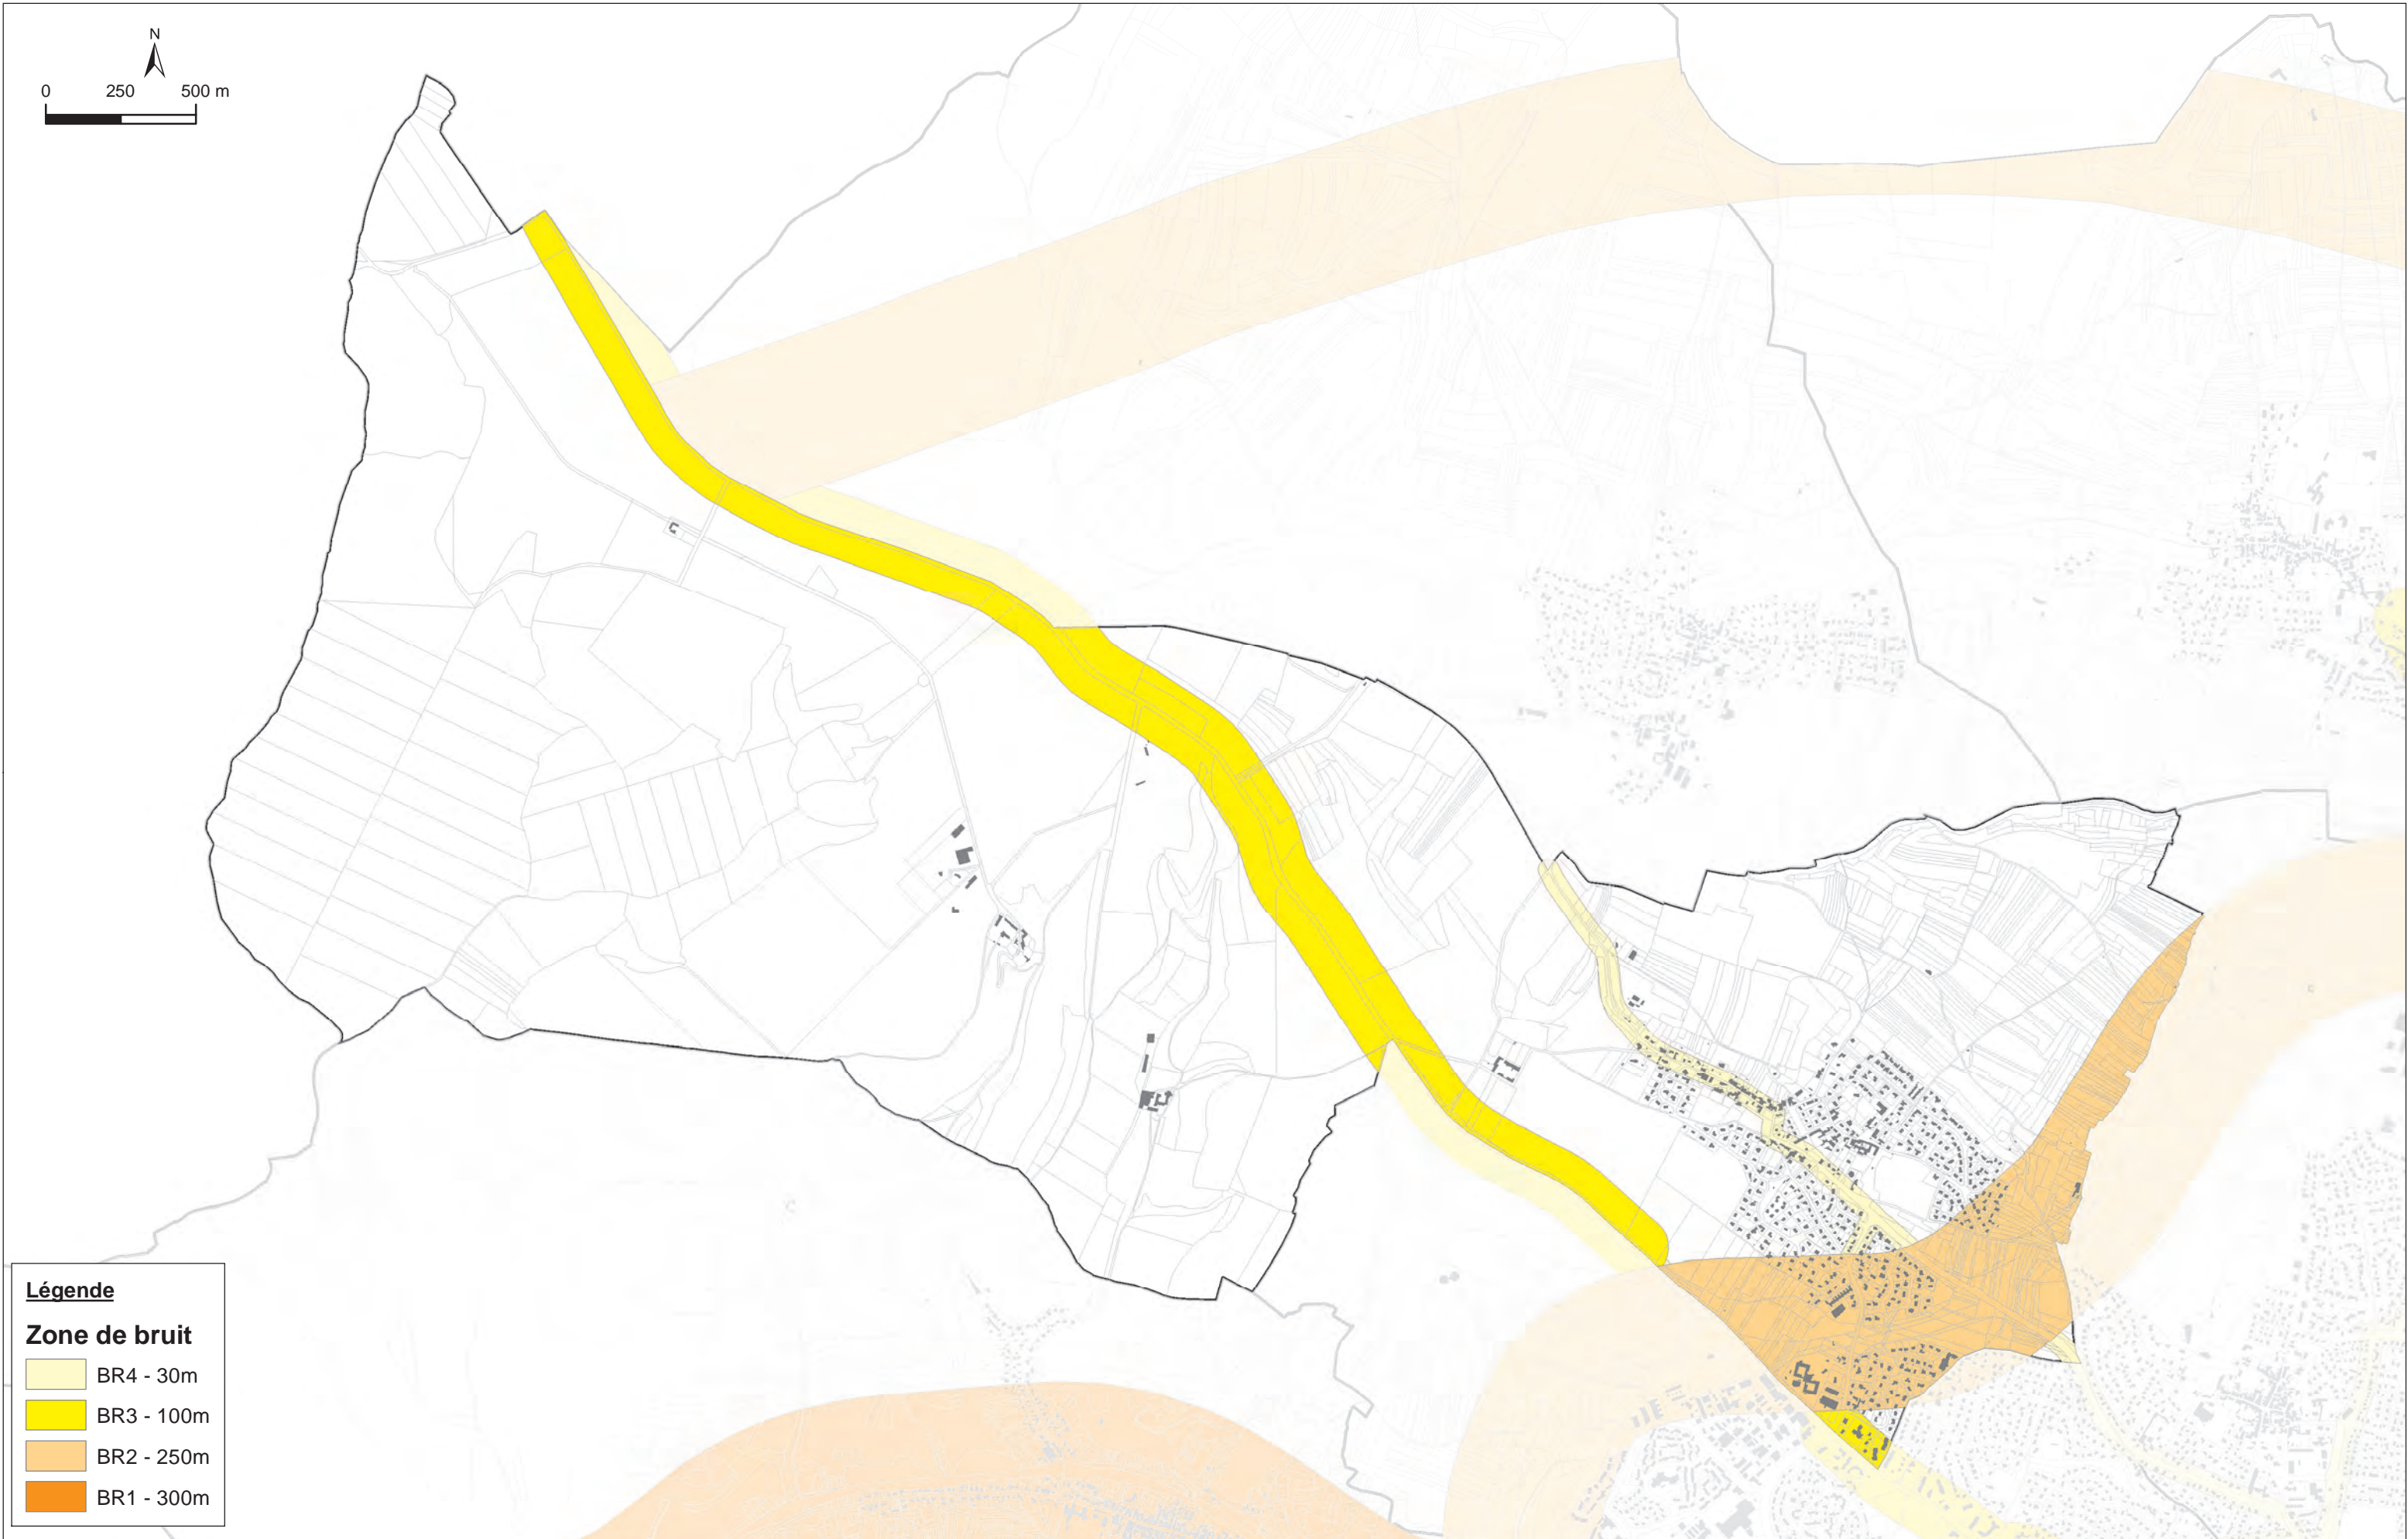 N
0 250 500 m
Légende
Zone de bruit
BR4 - 30m
BR3 - 100m
BR2 - 250m
BR1 - 300m